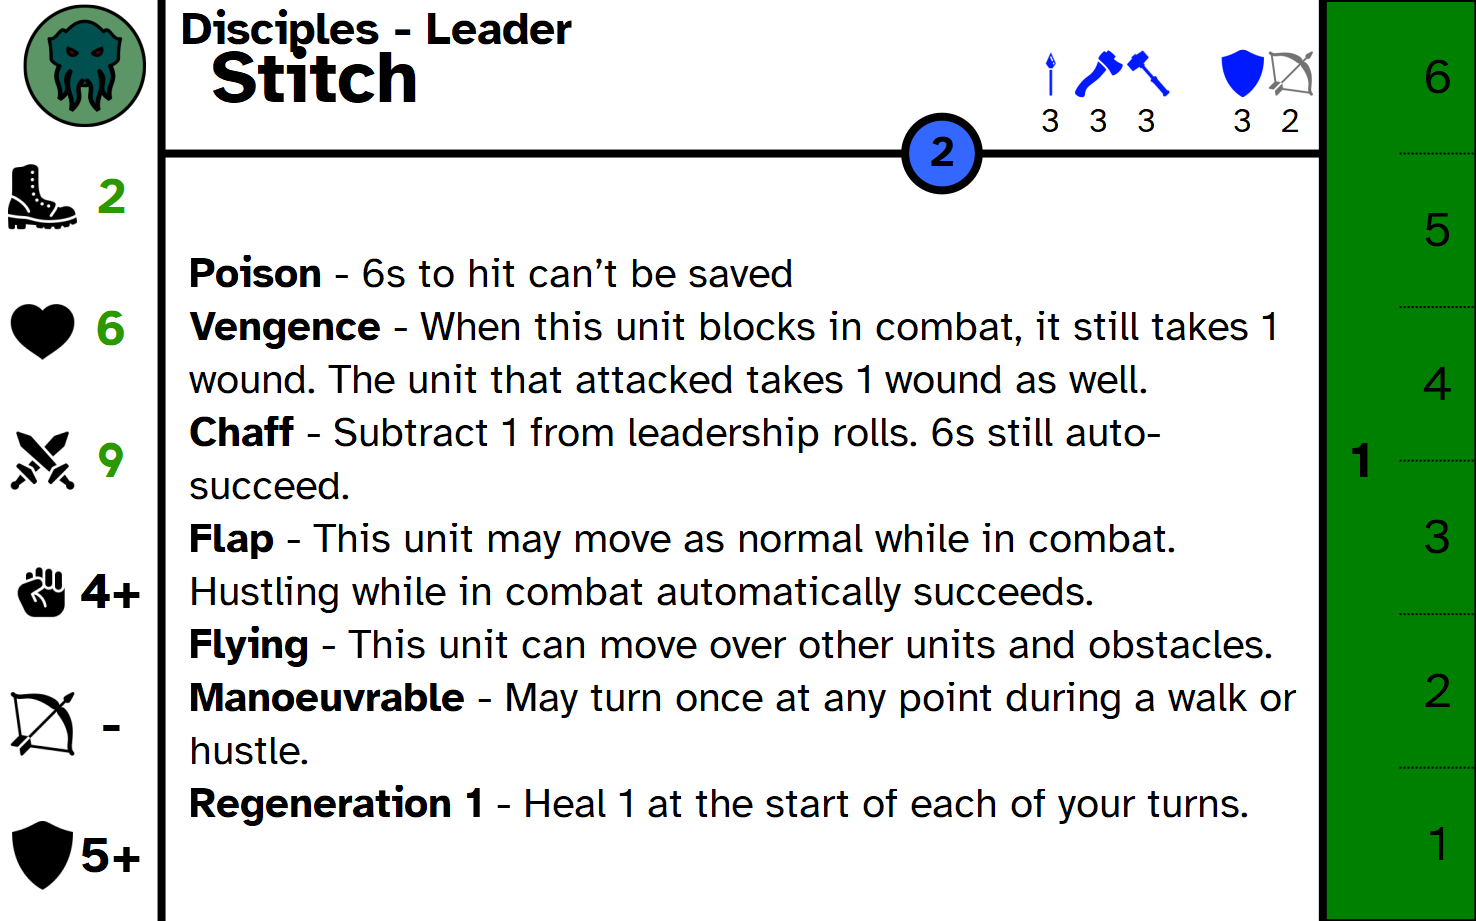 Disciples - Leader
Stitch
3 3 3 3 2
2
2
6
9
4+
-
5+
Poison - 6s to hit can’t be saved
Vengence - When this unit blocks in combat, it still takes 1
wound. The unit that attacked takes 1 wound as well.
Chaff - Subtract 1 from leadership rolls. 6s still auto-
succeed.
Flap - This unit may move as normal while in combat.
Hustling while in combat automatically succeeds.
Flying - This unit can move over other units and obstacles.
Manoeuvrable - May turn once at any point during a walk or
hustle.
Regeneration 1 - Heal 1 at the start of each of your turns.
1
6
5
4
3
2
1